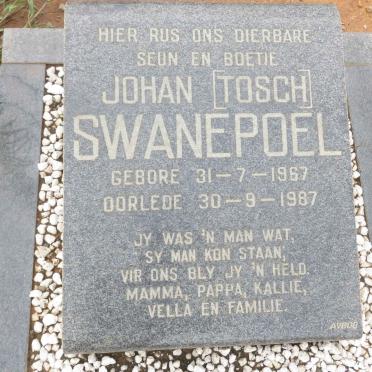 HIER RUS ONS DIERBARE
SEUN EN BOETIE
JOHAN [TOSCH]
SWANEPOEL
GEBORE 31-7-1967
OORLEDE 30-9-1987
JY WAS 'N MAN WAT,
SY MAN KON STAAN,
VIR ONS BLY JY 'N HELD.
MAMMA, PAPPA, KALLIE,
VELLA EN FAMILIE.
AVBOB